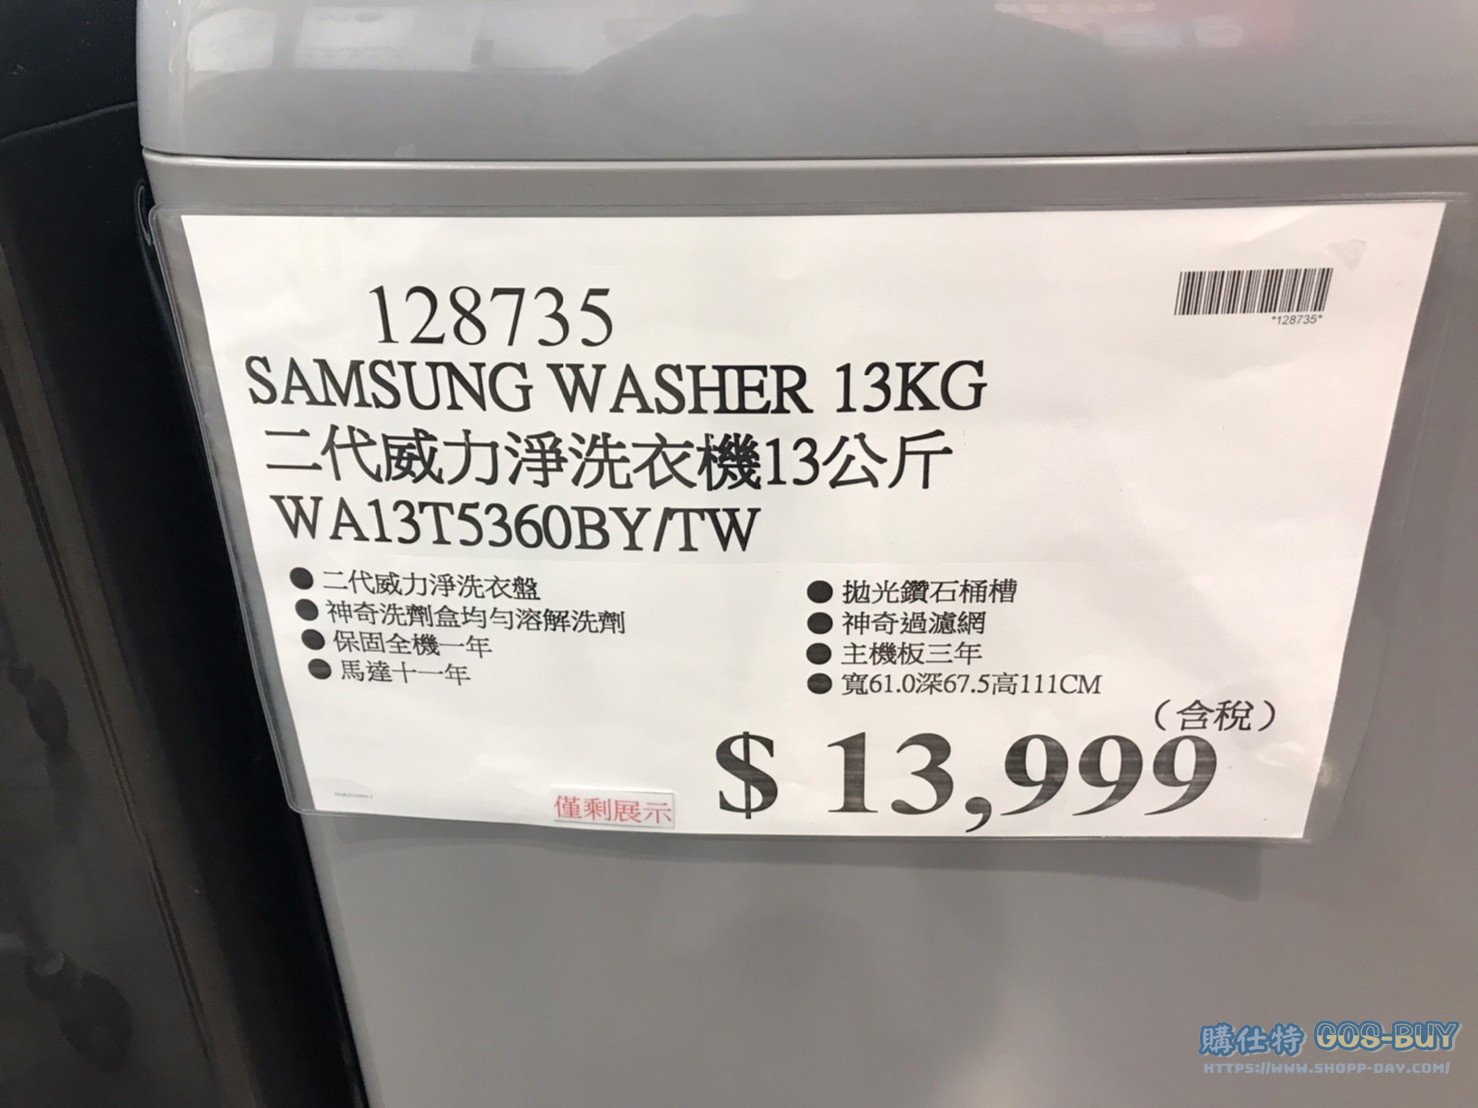 128735
*128735*
SAMSUNG WASHER 13KG
二代威力淨洗衣機13公斤
WA13T5360BY/TW
● 二代威力淨洗衣盤
● 神奇洗劑盒均勻溶解洗劑
● 保固全機一年
● 馬達十一年
● 拋光鑽石桶槽
● 神奇過濾網
● 主機板三年
● 寬61.0深67.5高111CM
（含稅）
$ 13,999
僅剩展示
購仕特 GOS-BUY
HTTPS://WWW.SHOPP-DAY.COM/